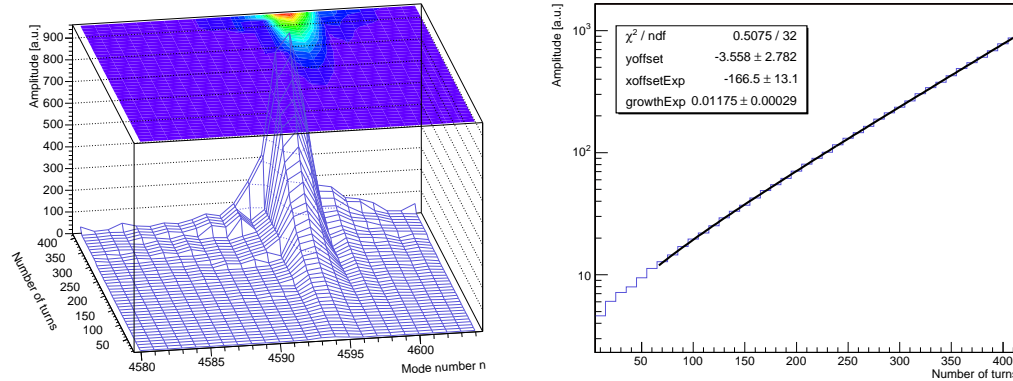 Amplitude [a.u.]
900
800
700
600
500
400
300
200
100
0
400
350
300
250
200
150
100
50
Number of turns
4580
4585
4590
4595
4600
Mode number n
Amplitude [a.u.]
10³
10²
10
χ² / ndf 0.5075 / 32
yoffset -3.558 ± 2.782
xoffsetExp -166.5 ± 13.1
growthExp 0.01175 ± 0.00029
50 100 150 200 250 300 350 400
Number of turns